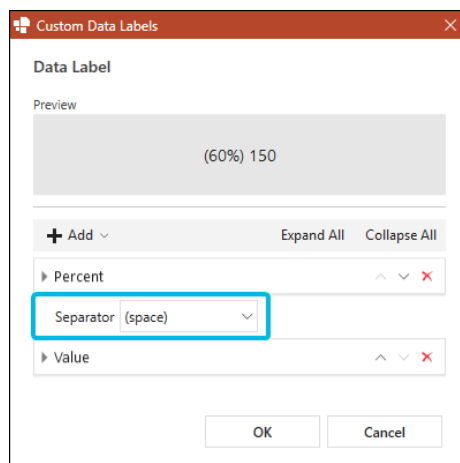 Custom Data Labels
Data Label
Preview
(60%) 150
Add Expand All Collapse All
Percent
Separator (space)
Value
OK Cancel